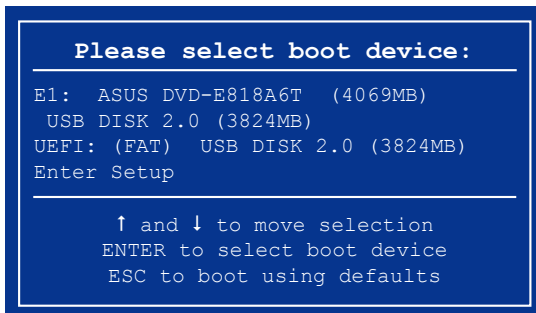 Please select boot device:
E1: ASUS DVD-E818A6T (4069MB)
USB DISK 2.0 (3824MB)
UEFI: (FAT) USB DISK 2.0 (3824MB)
Enter Setup
↑ and ↓ to move selection
ENTER to select boot device
ESC to boot using defaults